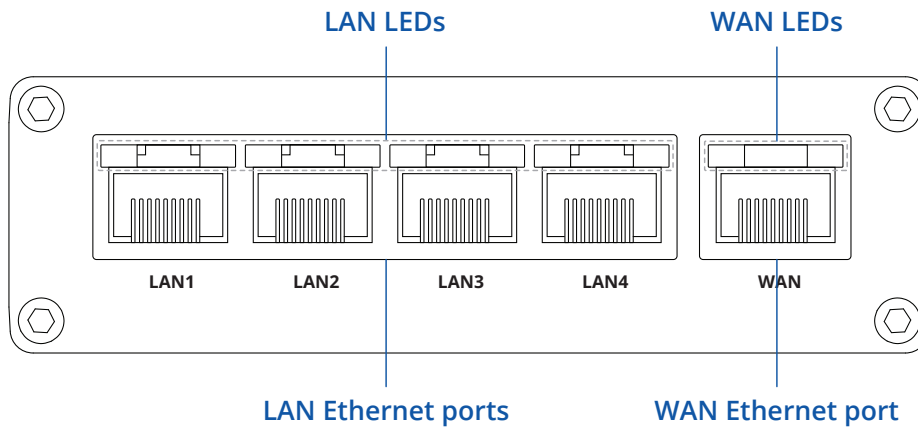 LAN LEDs
WAN LEDs
LAN1
LAN2
LAN3
LAN4
WAN
LAN Ethernet ports
WAN Ethernet port